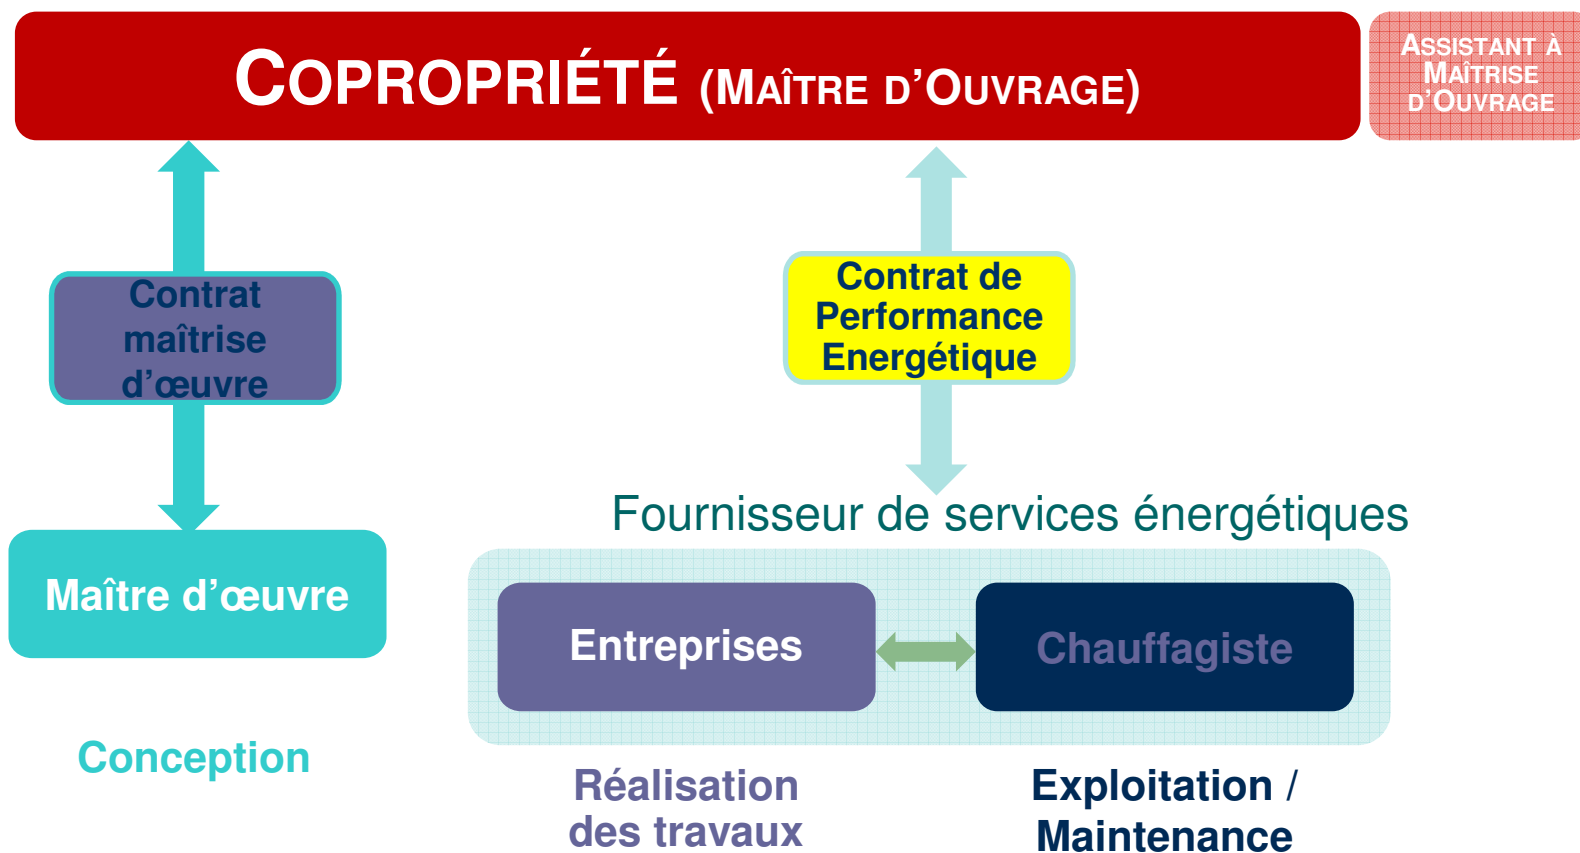 COPROPRIÉTÉ (MAÎTRE D'OUVRAGE)
ASSISTANT À
MAÎTRISE
D'OUVRAGE
Contrat
maîtrise
d'œuvre
Contrat de
Performance
Energétique
Fournisseur de services énergétiques
Maître d'œuvre
Entreprises
Chauffagiste
Conception
Réalisation
des travaux
Exploitation /
Maintenance